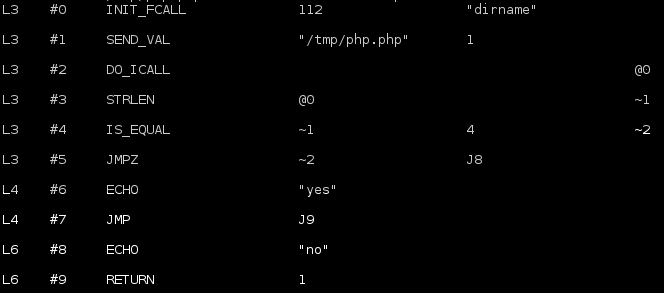 L3 #0 INIT_FCALL 112 "dirname"
L3 #1 SEND_VAL "/tmp/php.php" 1
L3 #2 DO_ICALL @0
L3 #3 STRLEN @0 ~1
L3 #4 IS_EQUAL ~1 4 ~2
L3 #5 JMPZ ~2 J8
L4 #6 ECHO "yes"
L4 #7 JMP J9
L6 #8 ECHO "no"
L6 #9 RETURN 1